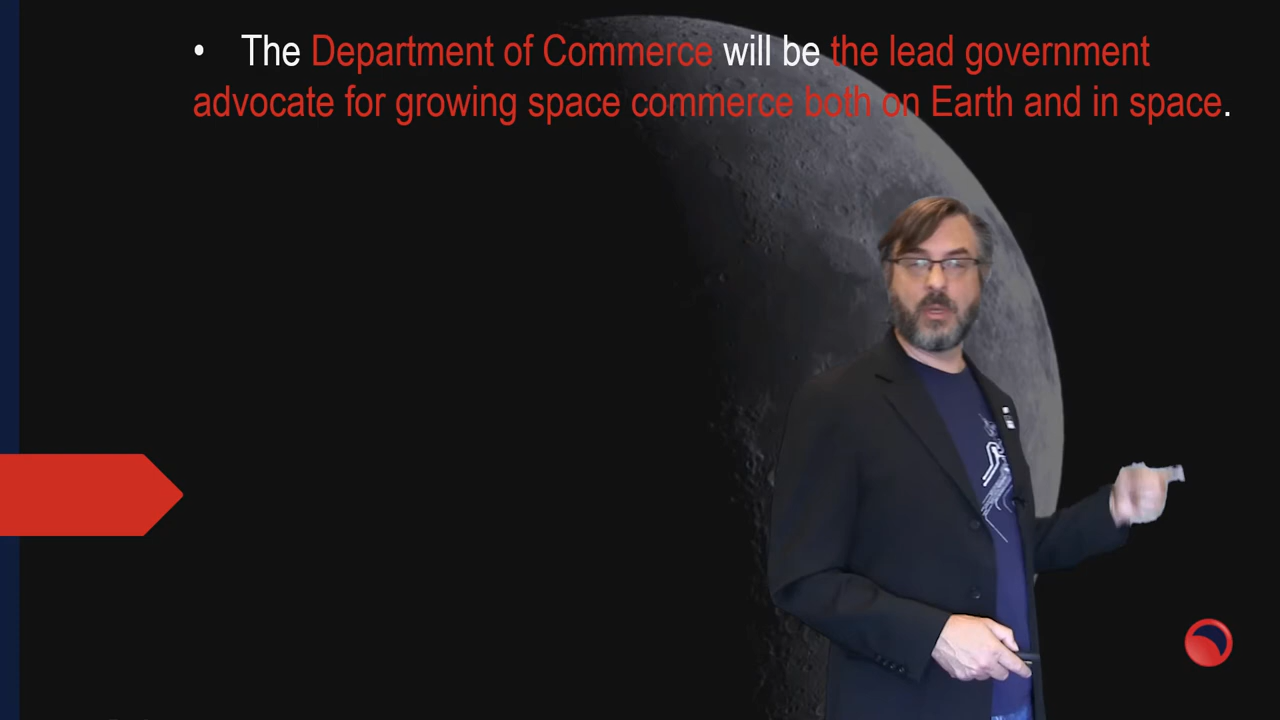 • The Department of Commerce will be the lead government
advocate for growing space commerce both on Earth and in space.